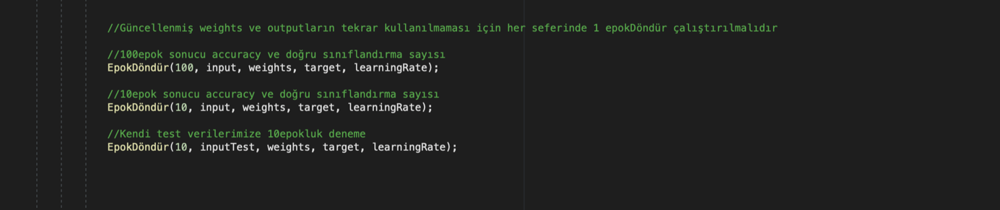 //Güncellenmiş weights ve outputların tekrar kullanılmaması için her seferinde 1 epokDöndür çalıştırılmalıdır
//100epok sonucu accuracy ve doğru sınıflandırma sayısı
EpokDöndür(100, input, weights, target, learningRate);
//10epok sonucu accuracy ve doğru sınıflandırma sayısı
EpokDöndür(10, input, weights, target, learningRate);
//Kendi test verilerimize 10epokluk deneme
EpokDöndür(10, inputTest, weights, target, learningRate);